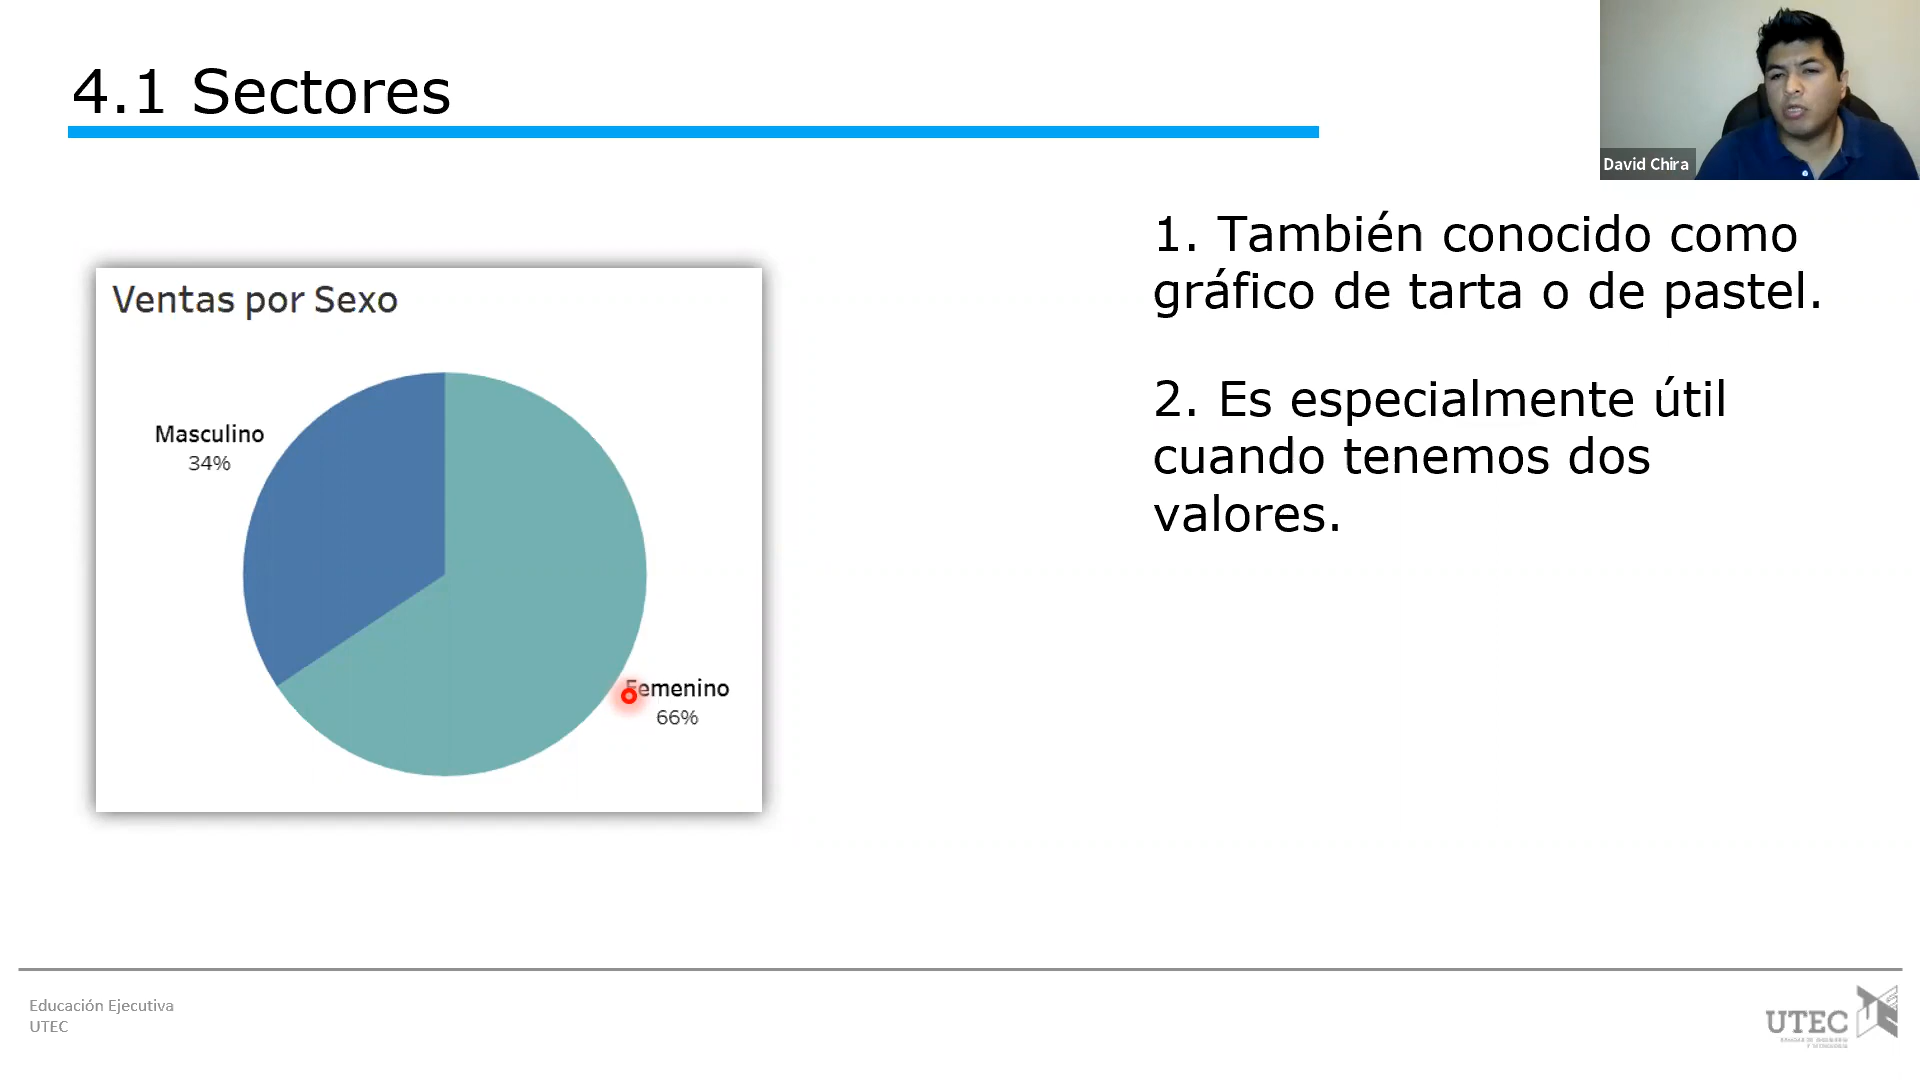 4.1 Sectores
David Chira
1. También conocido como
gráfico de tarta o de pastel.
2. Es especialmente útil
cuando tenemos dos
valores.
Ventas por Sexo
Masculino
34%
Femenino
66%
Educación Ejecutiva
UTEC
UTEC